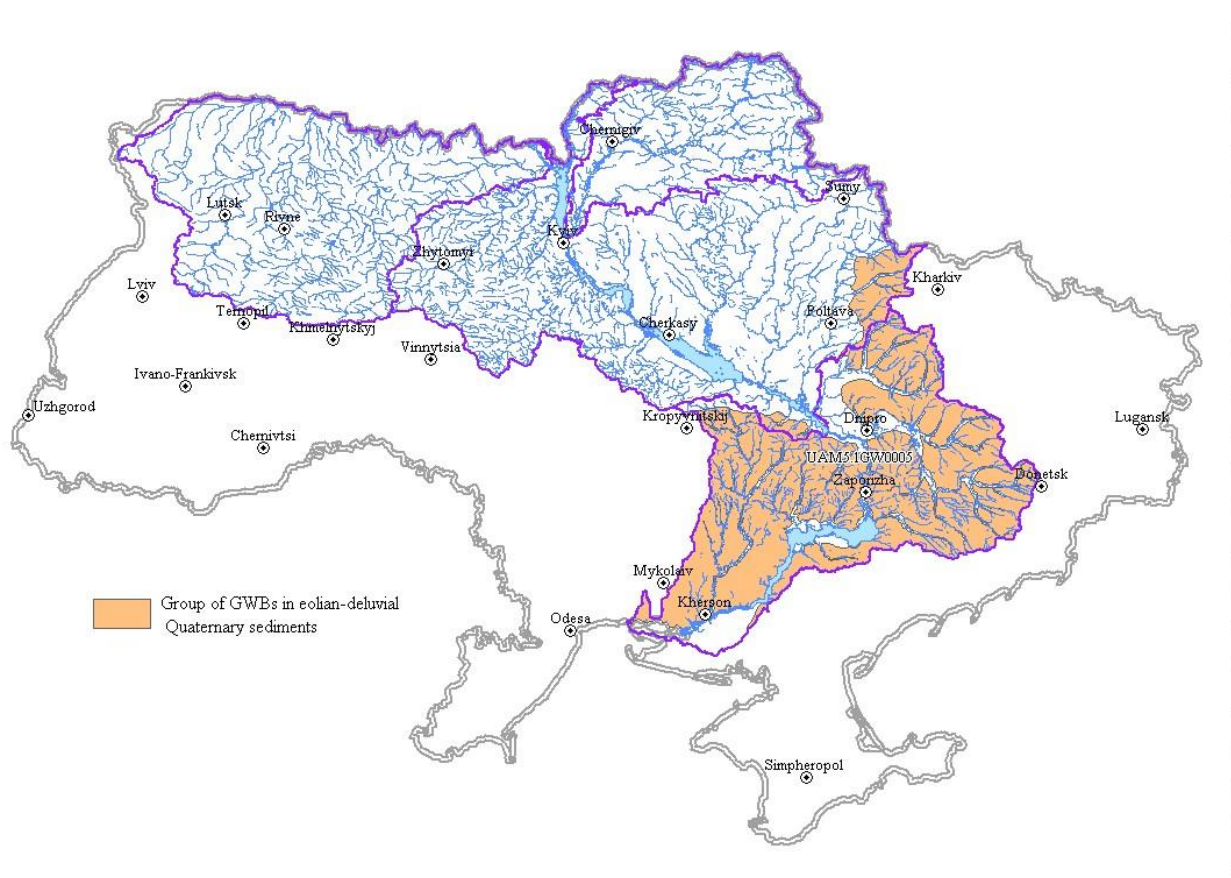 Chernigiv
Sumy
Lutsk
Rivne
Kyiv
Zhytomyr
Kharkiv
Lviv
Ternopil
Poltava
Khmelnytskyj
Cherkasy
Vinnytsia
Ivano-Frankivsk
Uzhgorod
Kropyvnitskij
Dnipro
Lugansk
Chernivtsi
UAM5.1GW0005
Donetsk
Zaporizha
Mykolaiv
Group of GWBs in eolian-deluvial
Quaternary sediments
Kherson
Odesa
Simpheropol